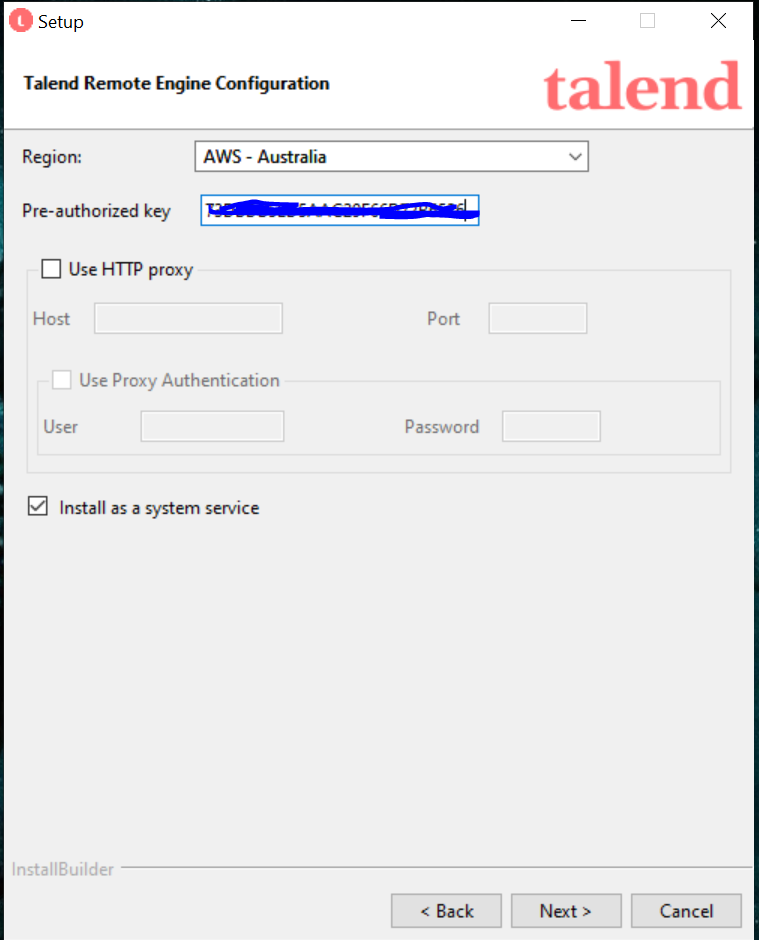 Setup
Talend Remote Engine Configuration
talend
Region:
AWS - Australia
Pre-authorized key
Use HTTP proxy
Host
Port
Use Proxy Authentication
User
Password
Install as a system service
InstallBuilder
< Back
Next >
Cancel